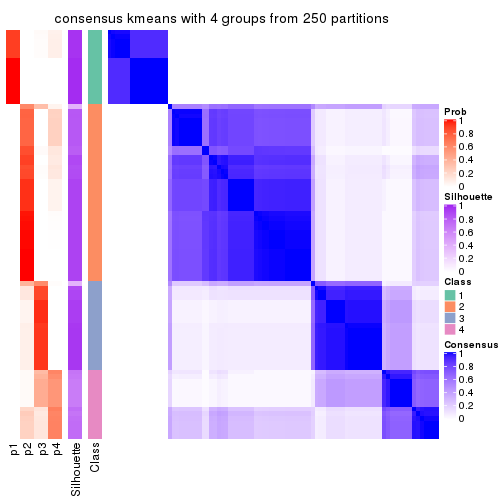 consensus kmeans with 4 groups from 250 partitions
Prob
1
0.8
0.6
0.4
0.2
0
Silhouette
1
0.8
0.6
0.4
0.2
0
Class
1
2
3
4
Consensus
1
0.8
0.6
0.4
0.2
0
p1
p2
p3
p4
Silhouette
Class